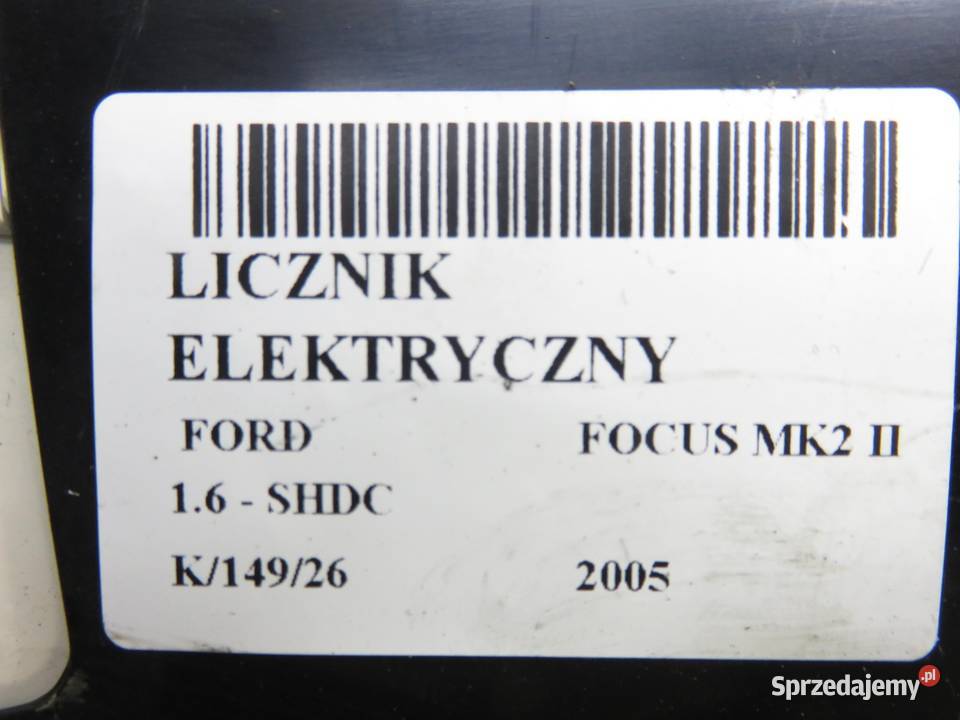 LICZNIK
ELEKTRYCZNY
FORD FOCUS MK2 II
1.6 - SHDC
K/149/26 2005
Sprzedajemy.pl